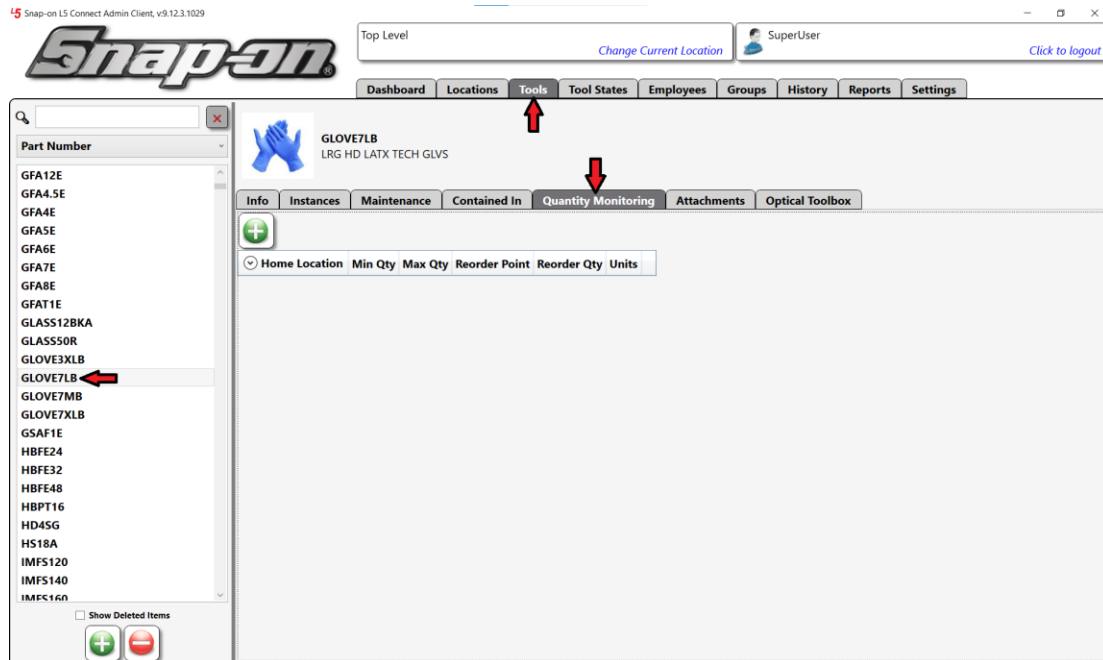 L5 Snap-on L5 Connect Admin Client, v:9.12.3.1029
Snap-on®
Top Level
Change Current Location
SuperUser
Click to logout
Dashboard Locations Tools Tool States Employees Groups History Reports Settings
Part Number
GFA12E
GFA4.5E
GFA4E
GFA5E
GFA6E
GFA7E
GFA8E
GFAT1E
GLASS12BKA
GLASS50R
GLOVE3XLB
GLOVE7LB
GLOVE7MB
GLOVE7XLB
GSAF1E
HBFE24
HBFE32
HBFE48
HBPT16
HD4SG
HS18A
IMFS120
IMFS140
IMFS160
Show Deleted Items
GLOVE7LB
LRG HD LATX TECH GLVS
Info Instances Maintenance Contained In Quantity Monitoring Attachments Optical Toolbox
Home Location Min Qty Max Qty Reorder Point Reorder Qty Units